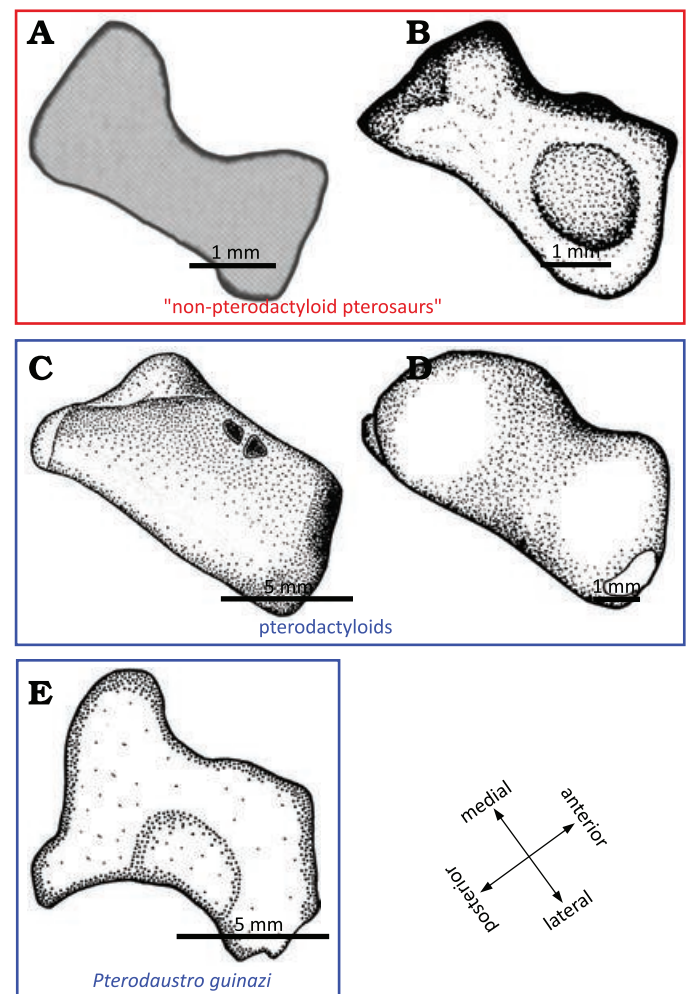 A
B
1 mm
1 mm
"non-pterodactyloid pterosaurs"
C
D
5 mm
1 mm
pterodactyloids
E
5 mm
Pterodaustro guinazi
medial
anterior
posterior
lateral